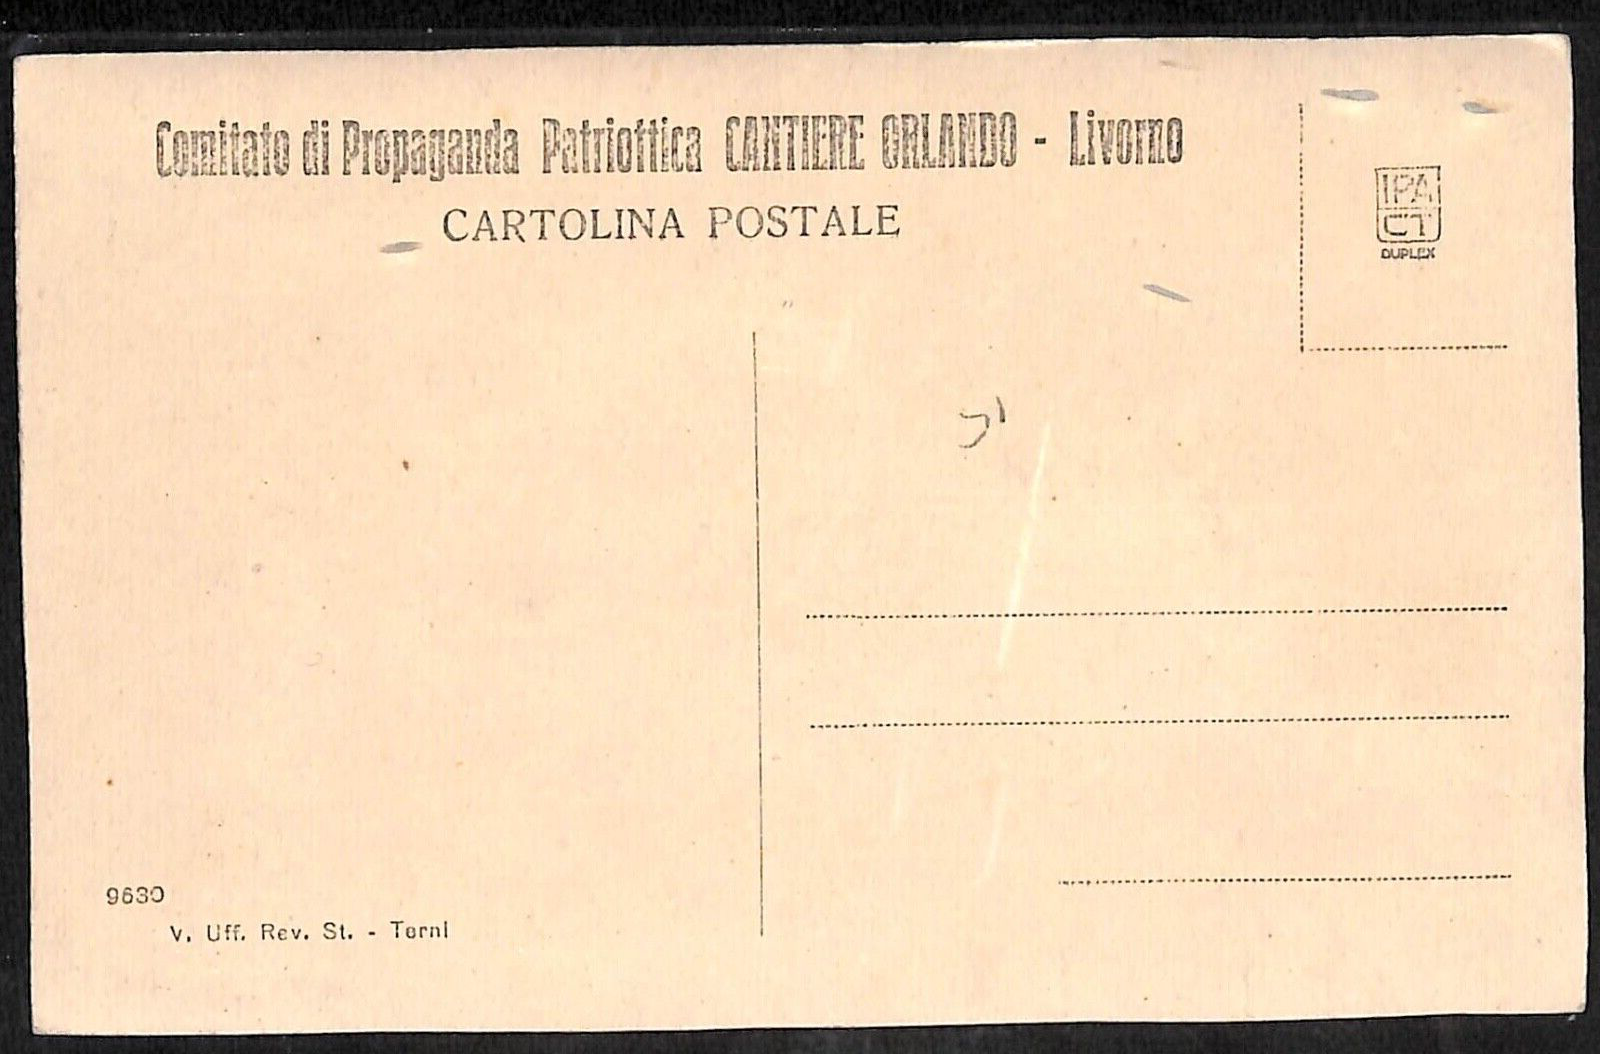 Comitato di Propaganda Patriottica CANTIERE ORLANDO - Livorno
CARTOLINA POSTALE
IPA
CT
DUPLEX
9630
V. Uff. Rev. St. - Terni